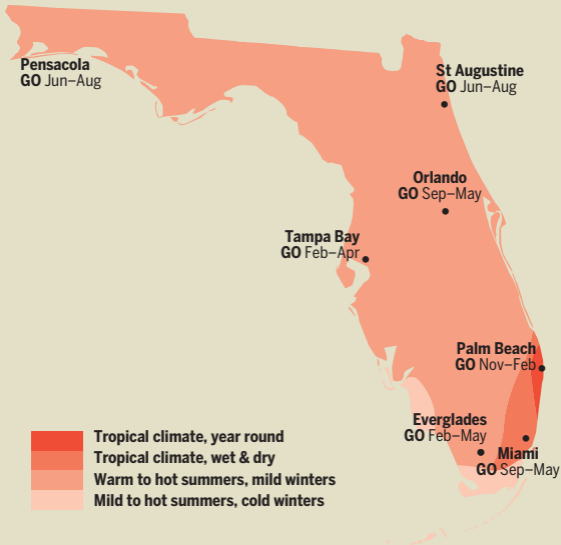 Pensacola
GO Jun–Aug
St Augustine
GO Jun–Aug
Orlando
GO Sep–May
Tampa Bay
GO Feb–Apr
Palm Beach
GO Nov–Feb
Everglades
GO Feb–May
Miami
GO Sep–May
Tropical climate, year round
Tropical climate, wet & dry
Warm to hot summers, mild winters
Mild to hot summers, cold winters